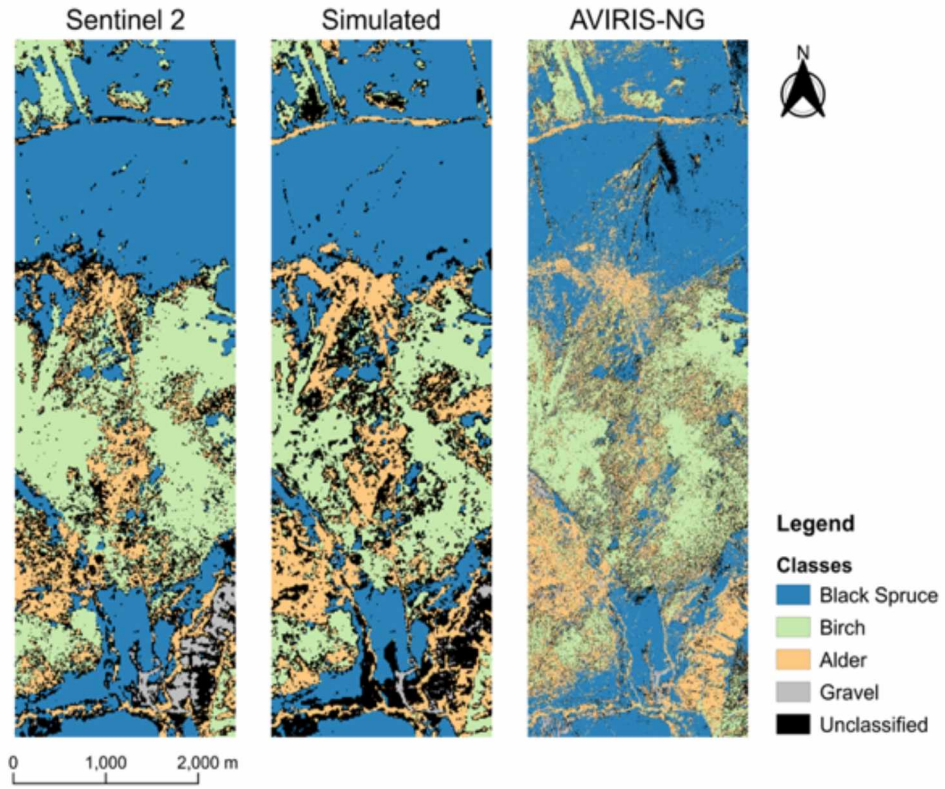 Sentinel 2
Simulated
AVIRIS-NG
N
Legend
Classes
Black Spruce
Birch
Alder
Gravel
Unclassified
0 1,000 2,000 m